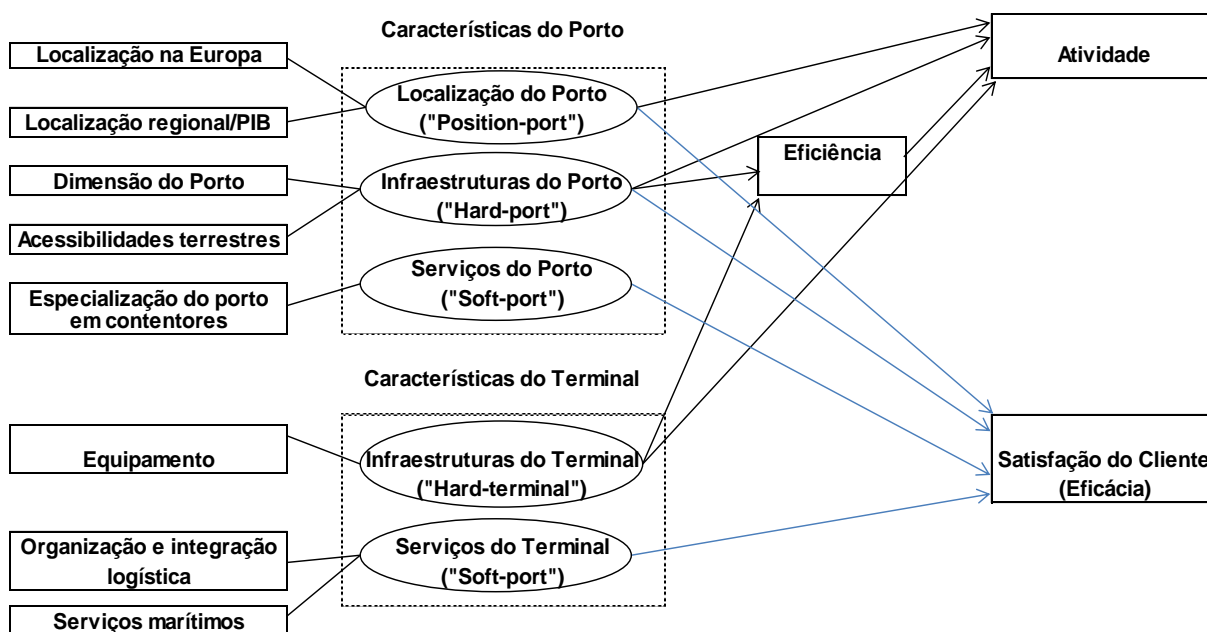 Características do Porto
Localização na Europa
Localização regional/PIB
Dimensão do Porto
Acessibilidades terrestres
Especialização do porto
em contentores
Localização do Porto
("Position-port")
Infraestruturas do Porto
("Hard-port")
Serviços do Porto
("Soft-port")
Eficiência
Atividade
Características do Terminal
Equipamento
Organização e integração
logística
Serviços marítimos
Infraestruturas do Terminal
("Hard-terminal")
Serviços do Terminal
("Soft-port")
Satisfação do Cliente
(Eficácia)